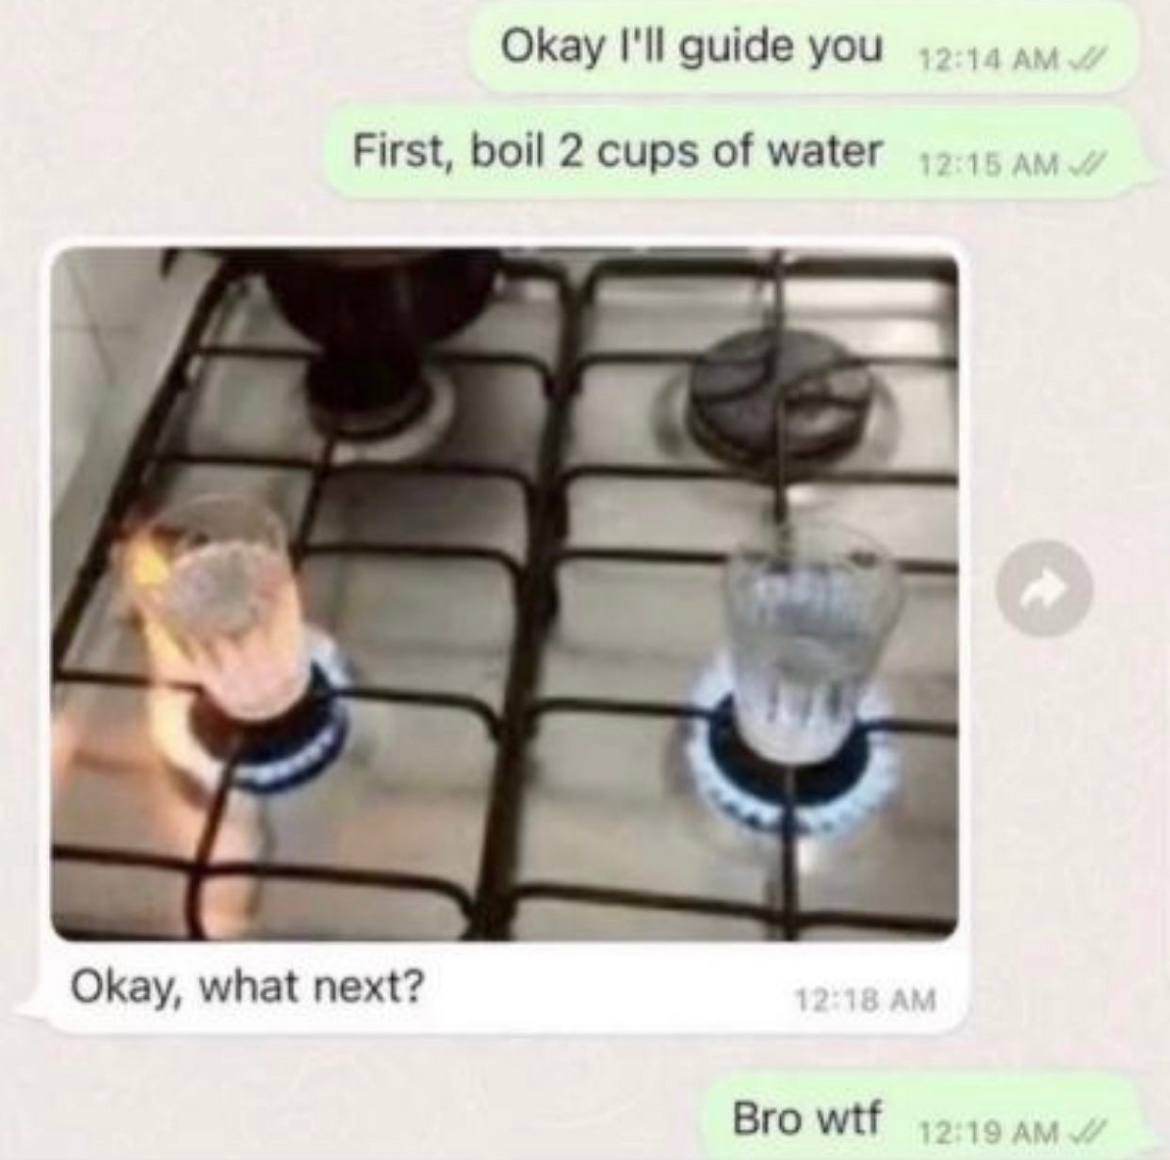 Okay I'll guide you 12:14 AM
First, boil 2 cups of water 12:15 AM
Okay, what next? 12:18 AM
Bro wtf 12:19 AM